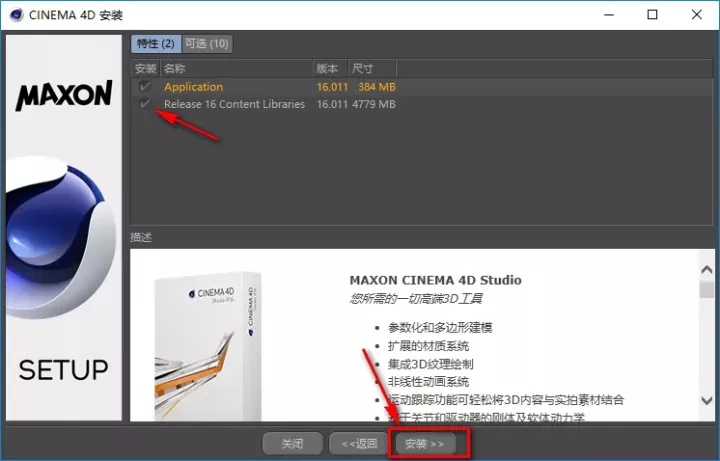 CINEMA 4D 安装
特性 (2) 可选 (10)
安装 名称 版本 尺寸
Application 16.011 384 MB
Release 16 Content Libraries 16.011 4779 MB
MAXON
描述
CINEMA 4D
Studio R16
CINEMA 4D
MAXON CINEMA 4D Studio
您所需的一切高端3D工具
• 参数化和多边形建模
• 扩展的材质系统
• 集成3D纹理绘制
• 非线性动画系统
• 运动跟踪功能可轻松将3D内容与实拍素材结合
于关节和驱动器的刚体及软体动力学
SETUP
关闭 <<返回 安装 >>